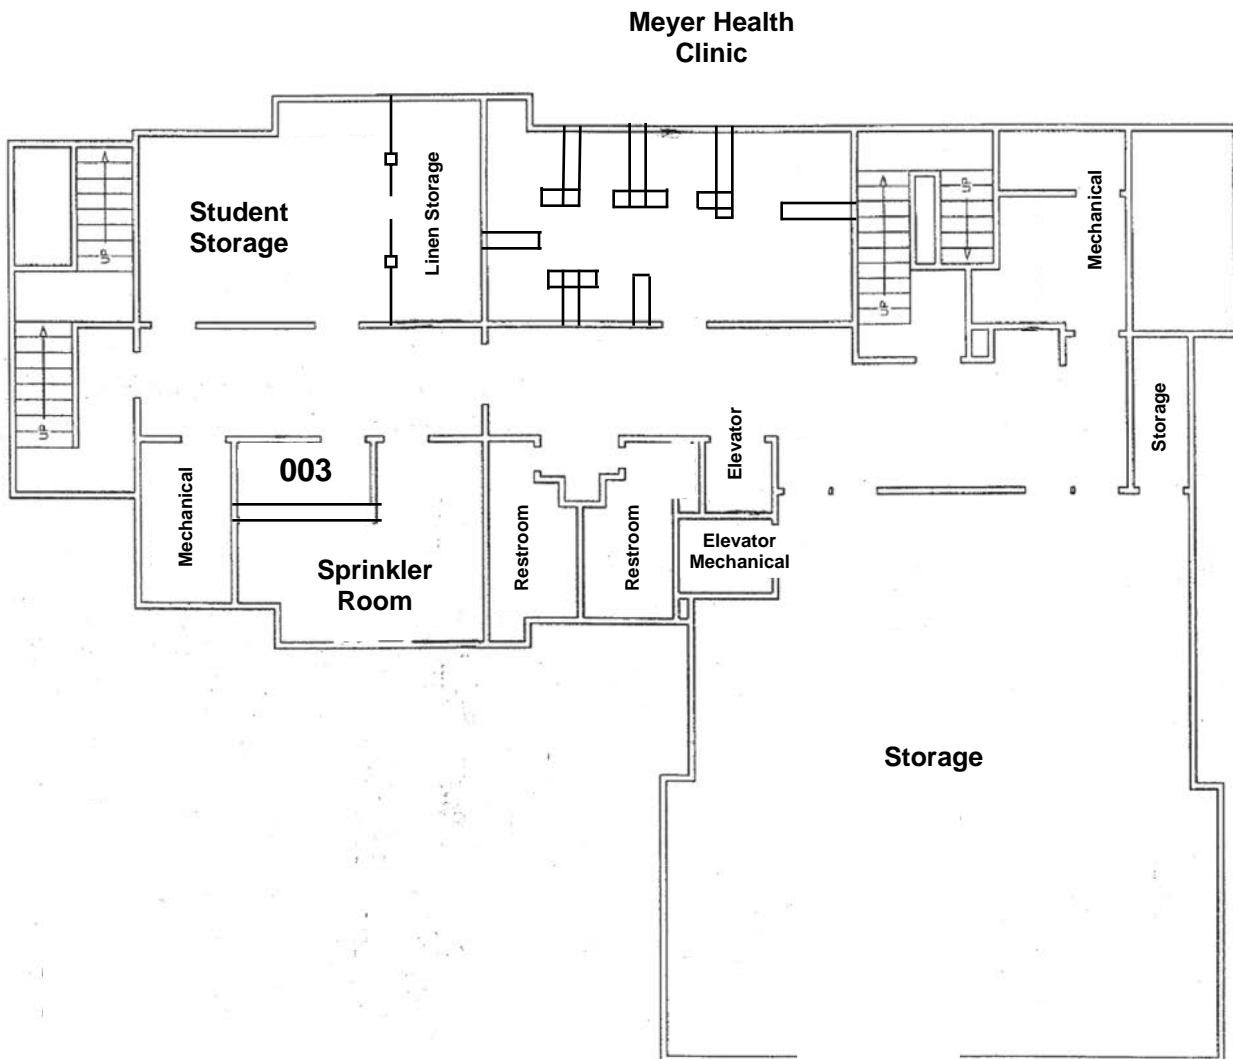 Meyer Health
Clinic
Student
Storage
Linen Storage
Mechanical
Storage
Elevator
003
Mechanical
Sprinkler
Room
Restroom
Restroom
Elevator
Mechanical
Storage